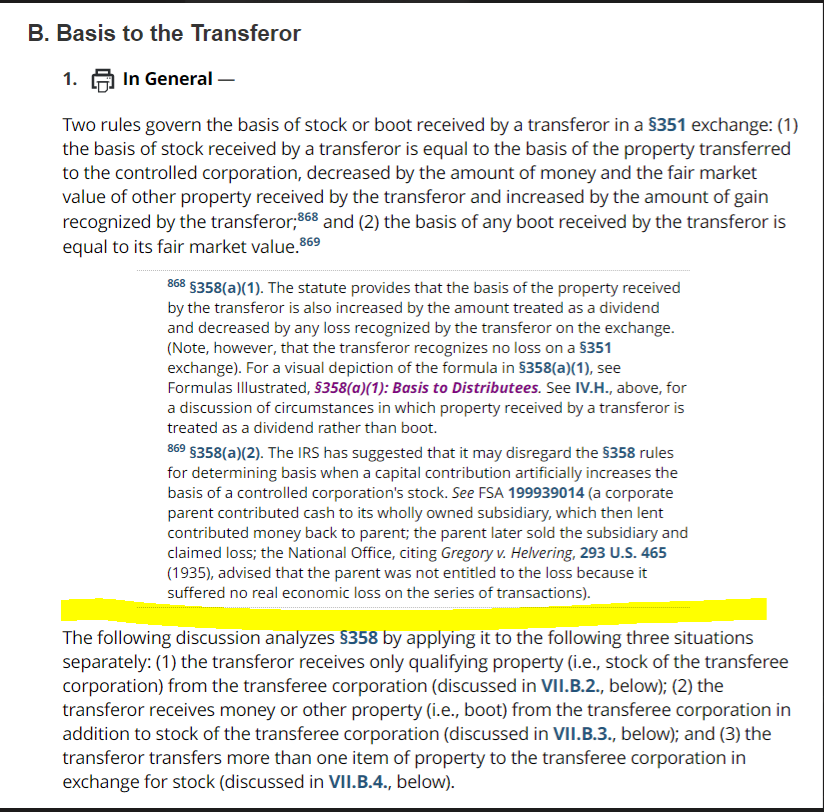 B. Basis to the Transferor
1. In General —
Two rules govern the basis of stock or boot received by a transferor in a §351 exchange: (1)
the basis of stock received by a transferor is equal to the basis of the property transferred
to the controlled corporation, decreased by the amount of money and the fair market
value of other property received by the transferor and increased by the amount of gain
recognized by the transferor;868 and (2) the basis of any boot received by the transferor is
equal to its fair market value.869
868 §358(a)(1). The statute provides that the basis of the property received
by the transferor is also increased by the amount treated as a dividend
and decreased by any loss recognized by the transferor on the exchange.
(Note, however, that the transferor recognizes no loss on a §351
exchange). For a visual depiction of the formula in §358(a)(1), see
Formulas Illustrated, §358(a)(1): Basis to Distributees. See IV.H., above, for
a discussion of circumstances in which property received by a transferor is
treated as a dividend rather than boot.
869 §358(a)(2). The IRS has suggested that it may disregard the §358 rules
for determining basis when a capital contribution artificially increases the
basis of a controlled corporation's stock. See FSA 199939014 (a corporate
parent contributed cash to its wholly owned subsidiary, which then lent
contributed money back to parent; the parent later sold the subsidiary and
claimed loss; the National Office, citing Gregory v. Helvering, 293 U.S. 465
(1935), advised that the parent was not entitled to the loss because it
suffered no real economic loss on the series of transactions).
The following discussion analyzes §358 by applying it to the following three situations
separately: (1) the transferor receives only qualifying property (i.e., stock of the transferee
corporation) from the transferee corporation (discussed in VII.B.2., below); (2) the
transferor receives money or other property (i.e., boot) from the transferee corporation in
addition to stock of the transferee corporation (discussed in VII.B.3., below); and (3) the
transferor transfers more than one item of property to the transferee corporation in
exchange for stock (discussed in VII.B.4., below).